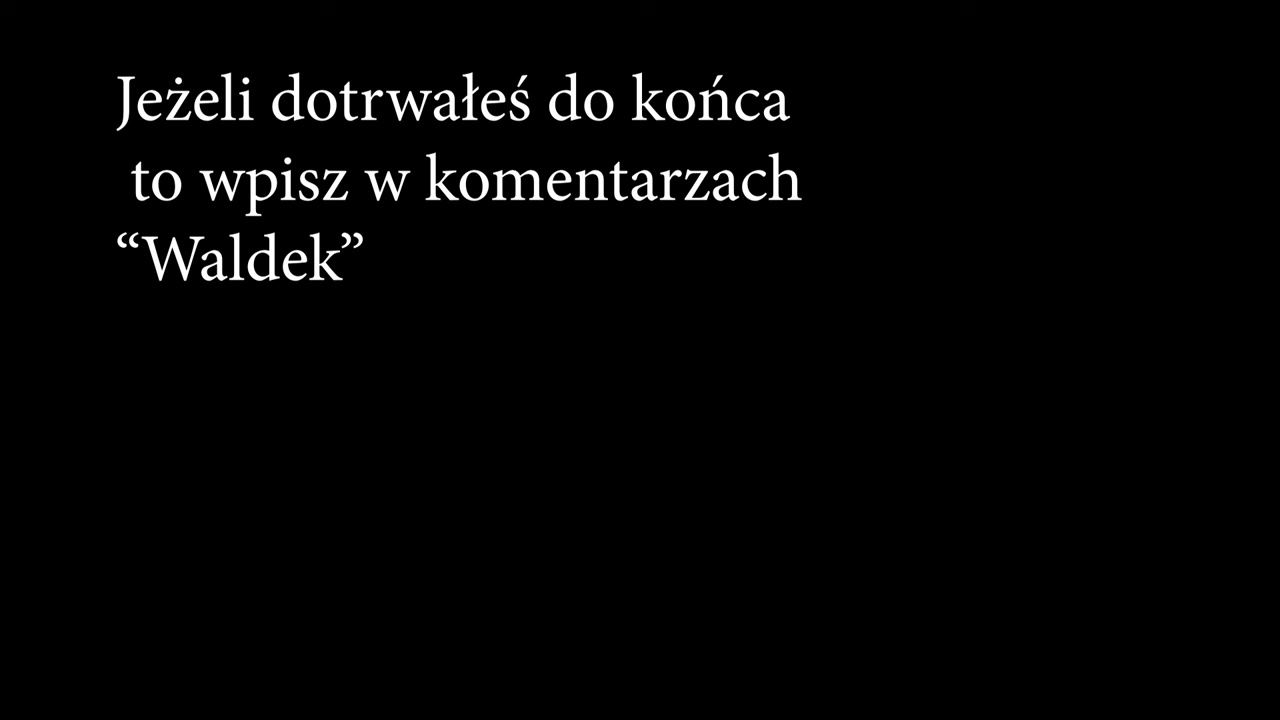 Jeżeli dotrwałeś do końca
to wpisz w komentarzach
“Waldek”